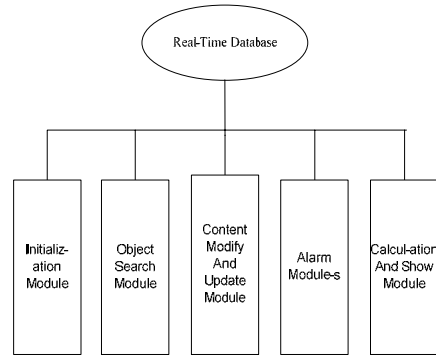 Real-Time Database
Initializ-
ation
Module
Object
Search
Module
Content
Modify
And
Update
Module
Alarm
Module-s
Calcul-ation
And Show
Module